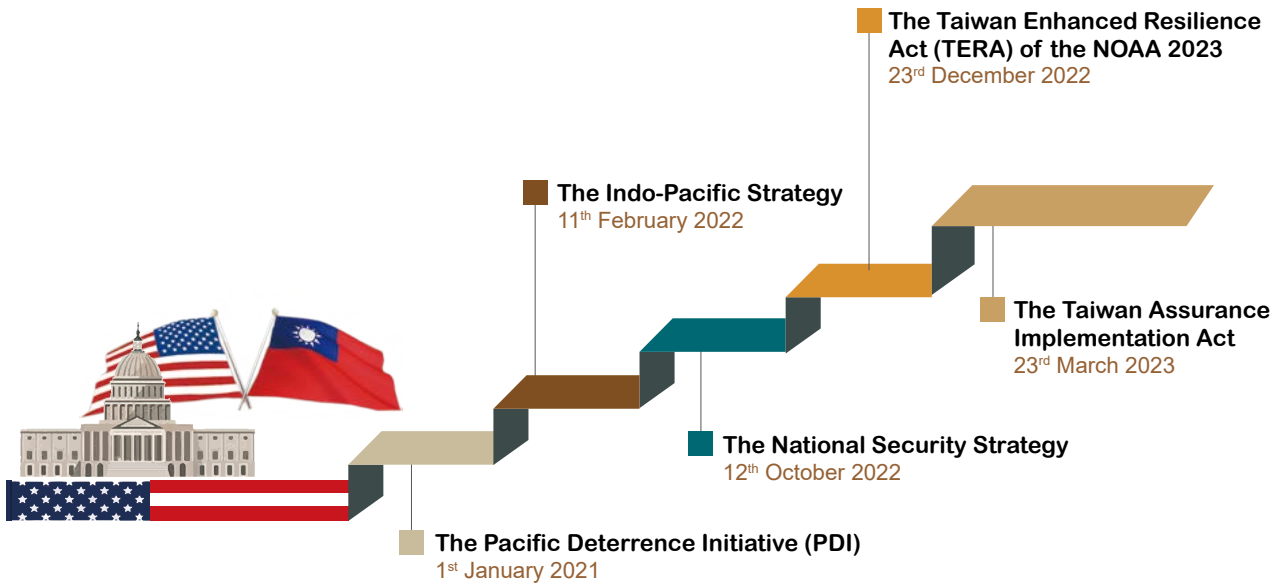 The Taiwan Enhanced Resilience
Act (TERA) of the NOAA 2023
23rd December 2022
The Indo-Pacific Strategy
11th February 2022
The Taiwan Assurance
Implementation Act
23rd March 2023
The National Security Strategy
12th October 2022
The Pacific Deterrence Initiative (PDI)
1st January 2021